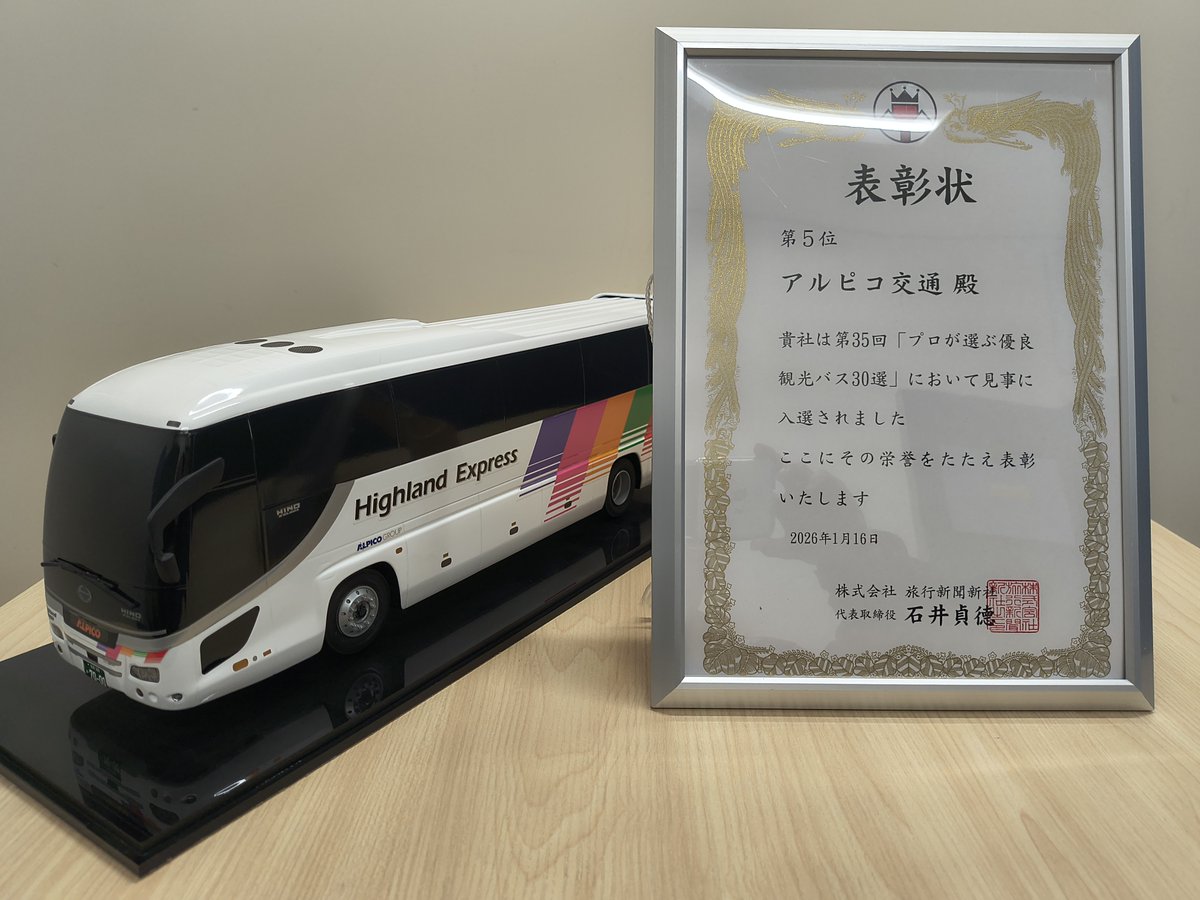 Highland Express
ALPICO GROUP
HINO
HINO
ALPICO
表彰状
第5位
アルピコ交通 殿
貴社は第35回「プロが選ぶ優良
観光バス30選」において見事に
入選されました
ここにその栄誉をたたえ表彰
いたします
2026年1月16日
株式会社 旅行新聞新社
代表取締役 石井貞德